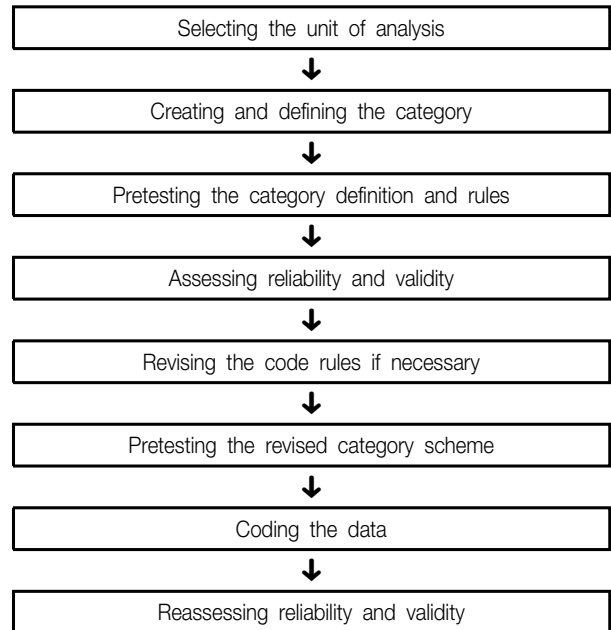 Selecting the unit of analysis
Creating and defining the category
Pretesting the category definition and rules
Assessing reliability and validity
Revising the code rules if necessary
Pretesting the revised category scheme
Coding the data
Reassessing reliability and validity